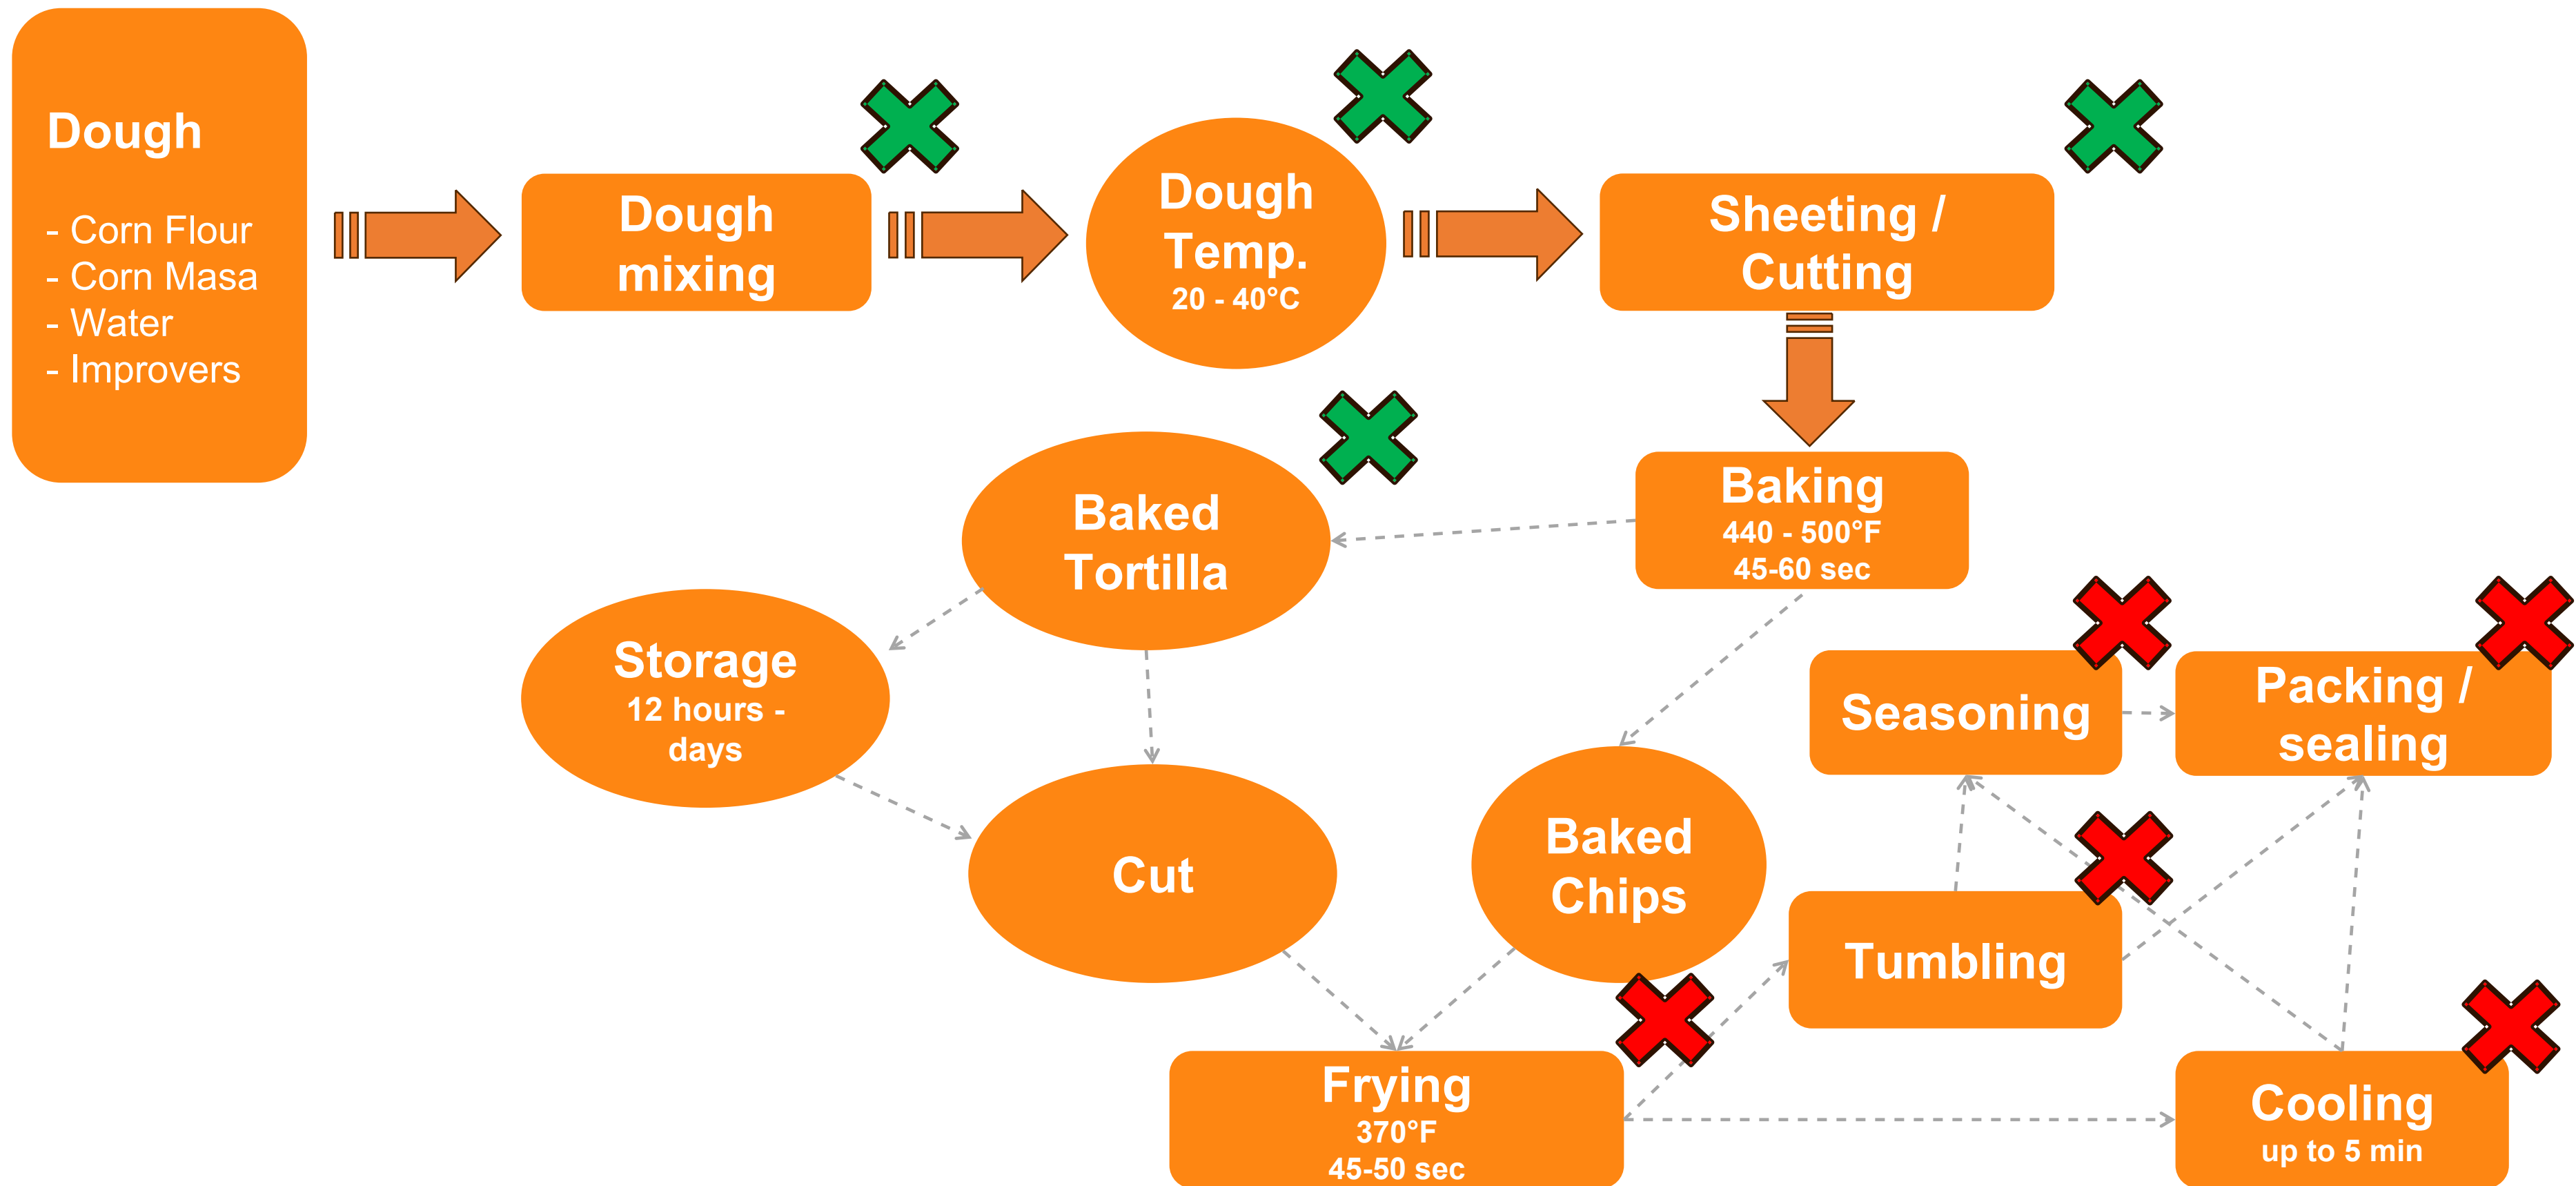 Dough
- Corn Flour
- Corn Masa
- Water
- Improvers
Dough
mixing
Dough
Temp.
20 - 40°C
Sheeting /
Cutting
Baking
440 - 500°F
45-60 sec
Baked
Tortilla
Storage
12 hours -
days
Cut
Baked
Chips
Frying
370°F
45-50 sec
Seasoning
Packing /
sealing
Tumbling
Cooling
up to 5 min